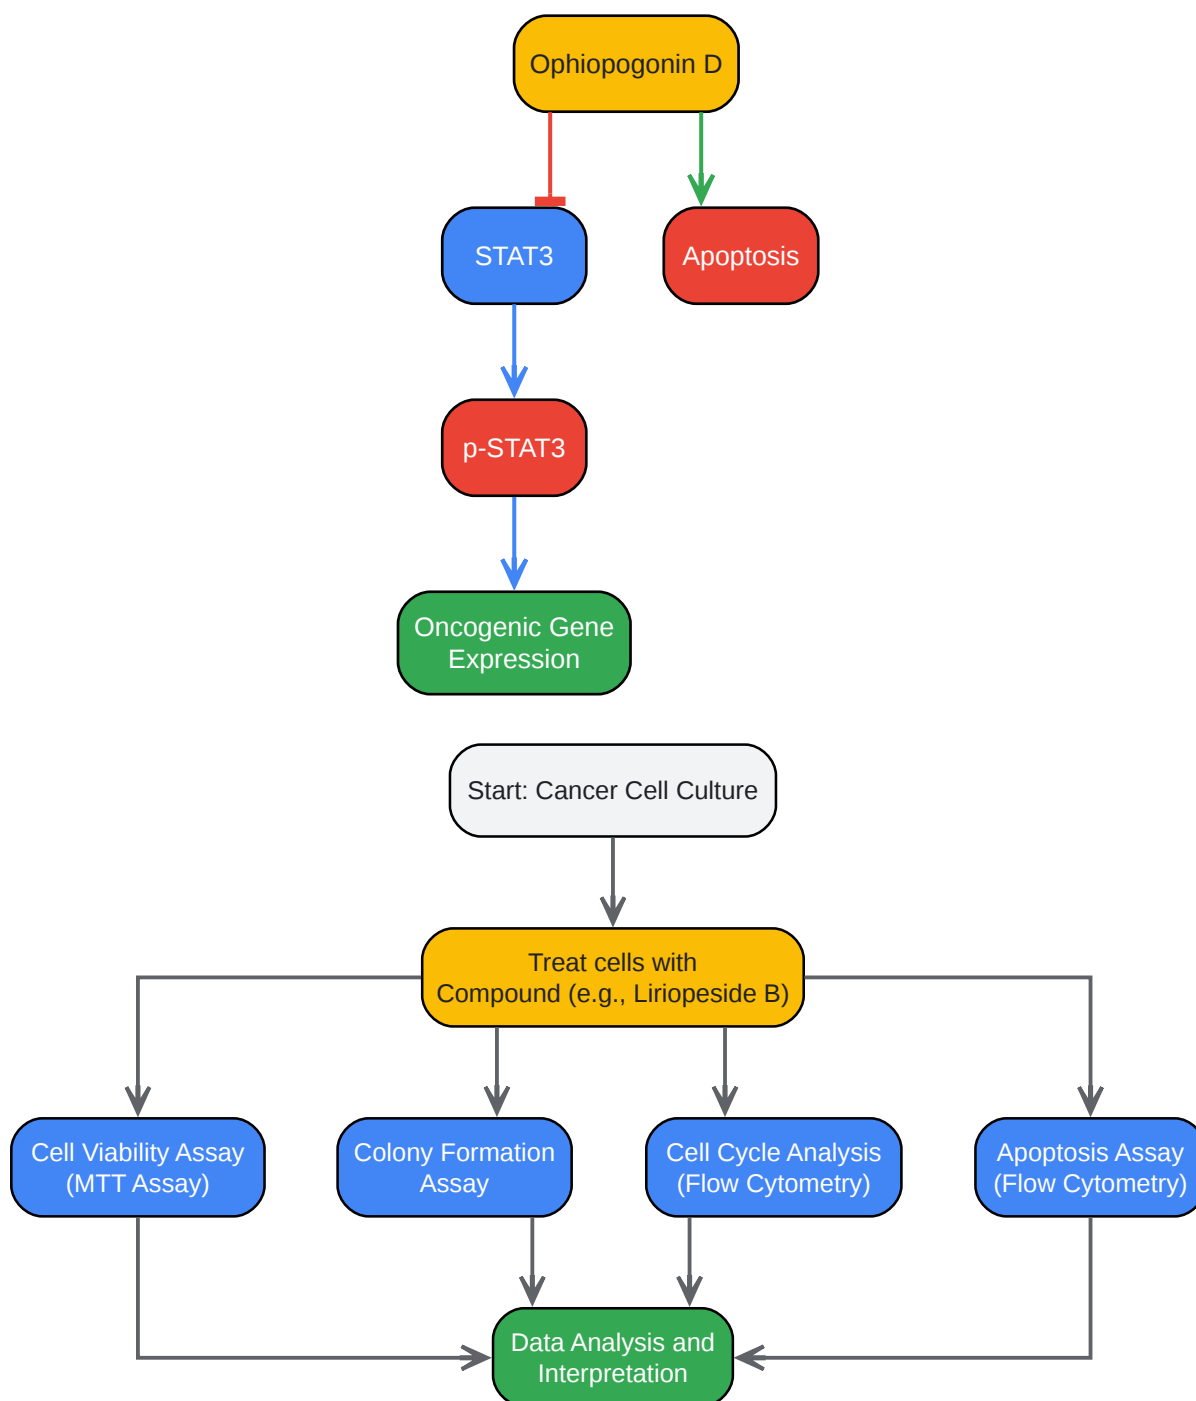 Ophiopogonin D
STAT3
Apoptosis
p-STAT3
Oncogenic Gene
Expression
Start: Cancer Cell Culture
Treat cells with
Compound (e.g., Liriopeside B)
Cell Viability Assay
(MTT Assay)
Colony Formation
Assay
Cell Cycle Analysis
(Flow Cytometry)
Apoptosis Assay
(Flow Cytometry)
Data Analysis and
Interpretation